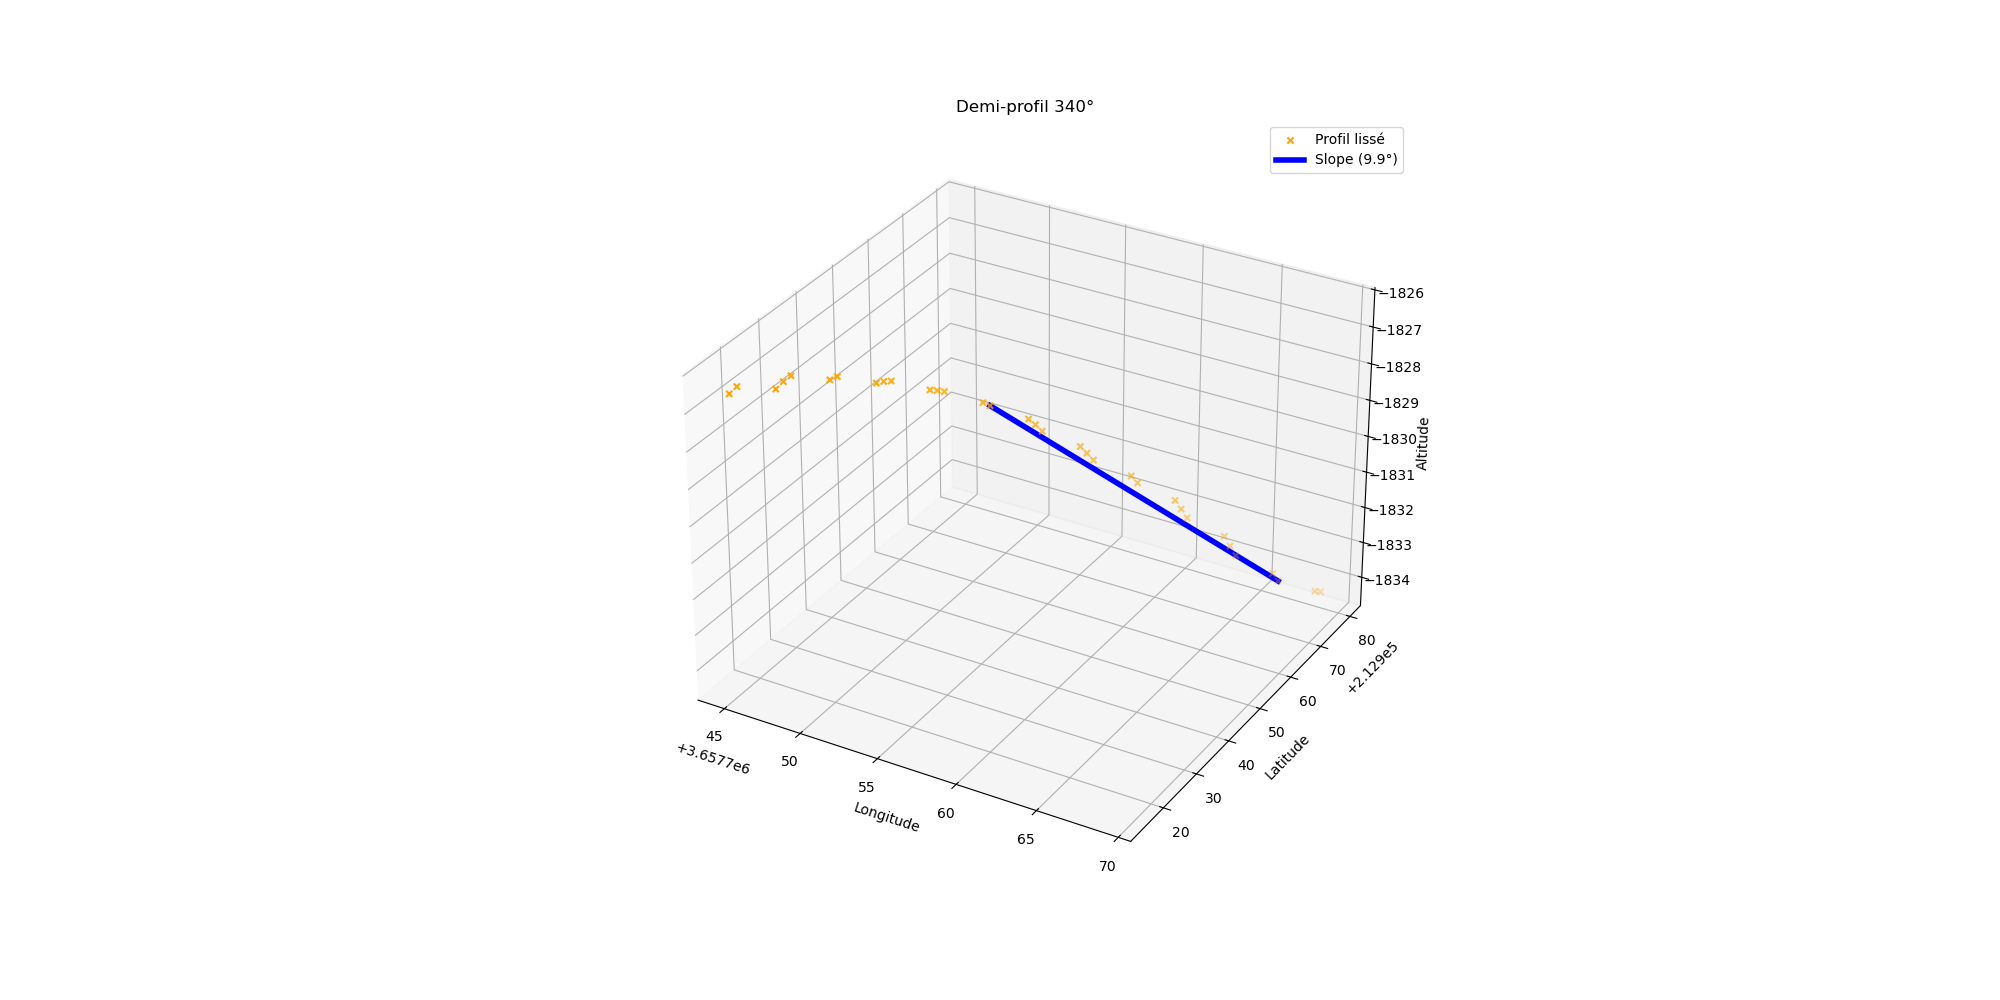 Demi-profil 340°
Profil lissé
Slope (9.9°)
−1826
−1827
−1828
−1829
−1830
−1831
−1832
−1833
−1834
Altitude
80
70
60
50
40
30
20
+2.129e5
Latitude
45
50
55
60
65
70
+3.6577e6
Longitude